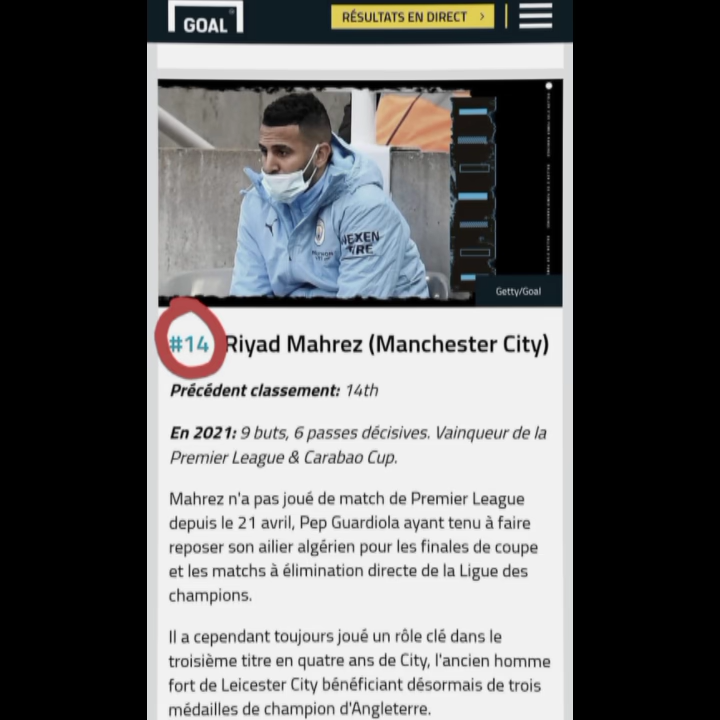 GOAL
RÉSULTATS EN DIRECT
NEXEN
TIRE
Getty/Goal
#14 Riyad Mahrez (Manchester City)
Précédent classement: 14th
En 2021: 9 buts, 6 passes décisives. Vainqueur de la
Premier League & Carabao Cup.
Mahrez n'a pas joué de match de Premier League
depuis le 21 avril, Pep Guardiola ayant tenu à faire
reposer son ailier algérien pour les finales de coupe
et les matchs à élimination directe de la Ligue des
champions.
Il a cependant toujours joué un rôle clé dans le
troisième titre en quatre ans de City, l'ancien homme
fort de Leicester City bénéficiant désormais de trois
médailles de champion d'Angleterre.